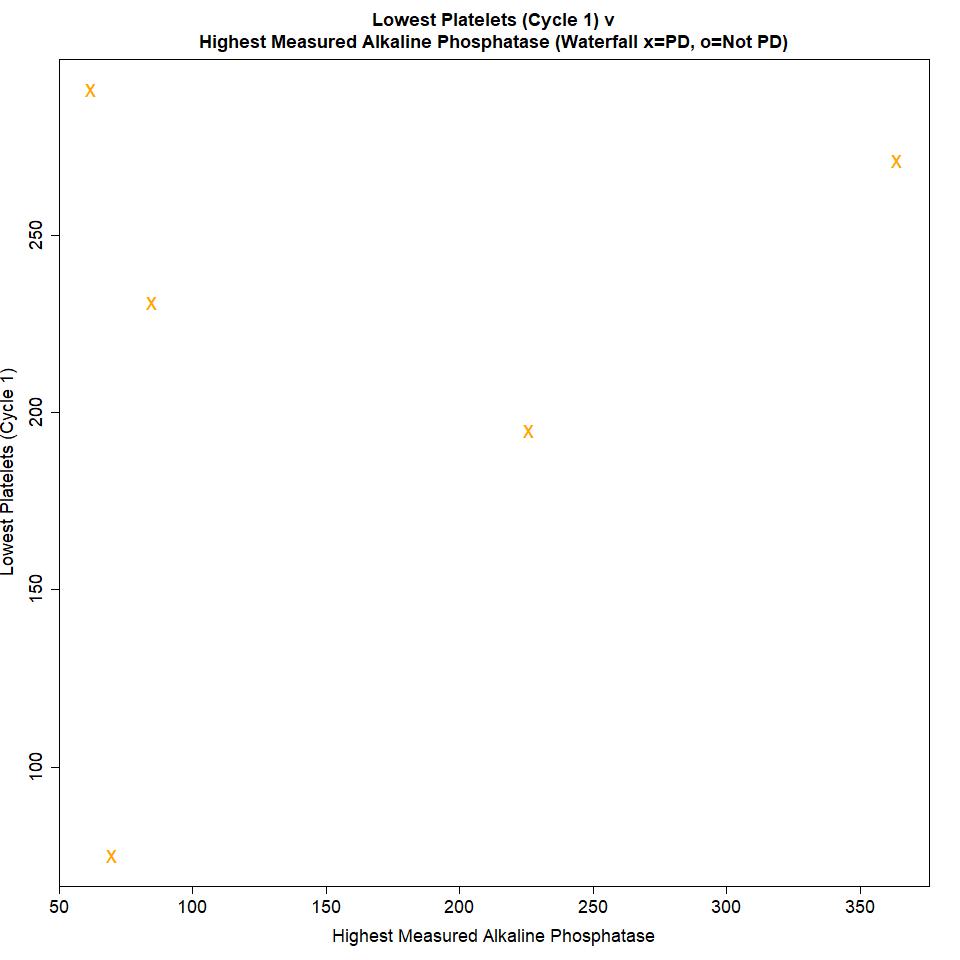 Lowest Platelets (Cycle 1) v
Highest Measured Alkaline Phosphatase (Waterfall x=PD, o=Not PD)
X
X
250
X
Lowest Platelets (Cycle 1)
200
X
150
100
X
50 100 150 200 250 300 350
Highest Measured Alkaline Phosphatase